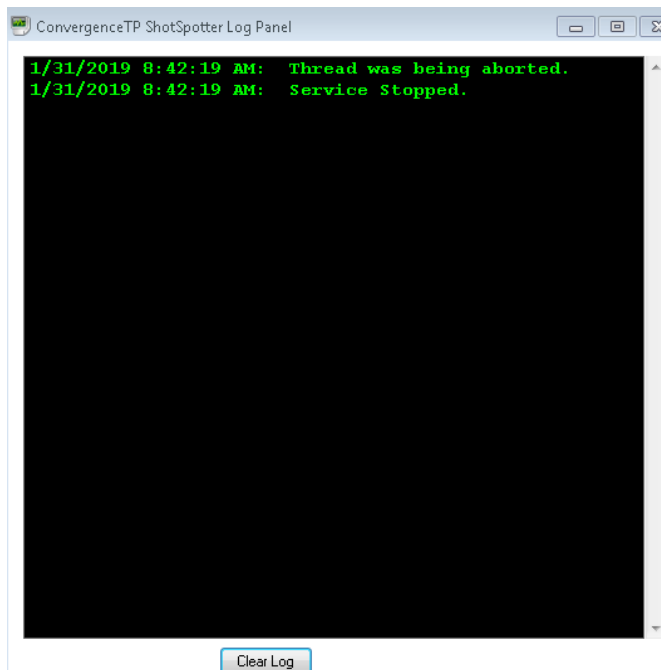 ConvergenceTP ShotSpotter Log Panel
1/31/2019 8:42:19 AM:  Thread was being aborted.
1/31/2019 8:42:19 AM:  Service Stopped.
Clear Log